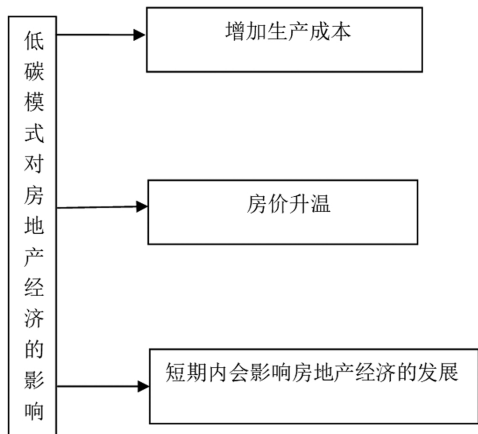 低碳模式对房地产经济的影响
增加生产成本
房价升温
短期内会影响房地产经济的发展